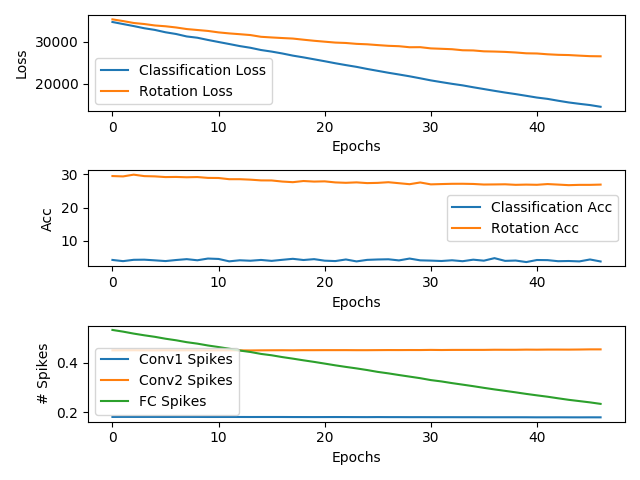 Loss
30000
20000
Classification Loss
Rotation Loss
0 10 20 30 40
Epochs
Acc
30
20
10
Classification Acc
Rotation Acc
0 10 20 30 40
Epochs
# Spikes
0.4
0.2
Conv1 Spikes
Conv2 Spikes
FC Spikes
0 10 20 30 40
Epochs